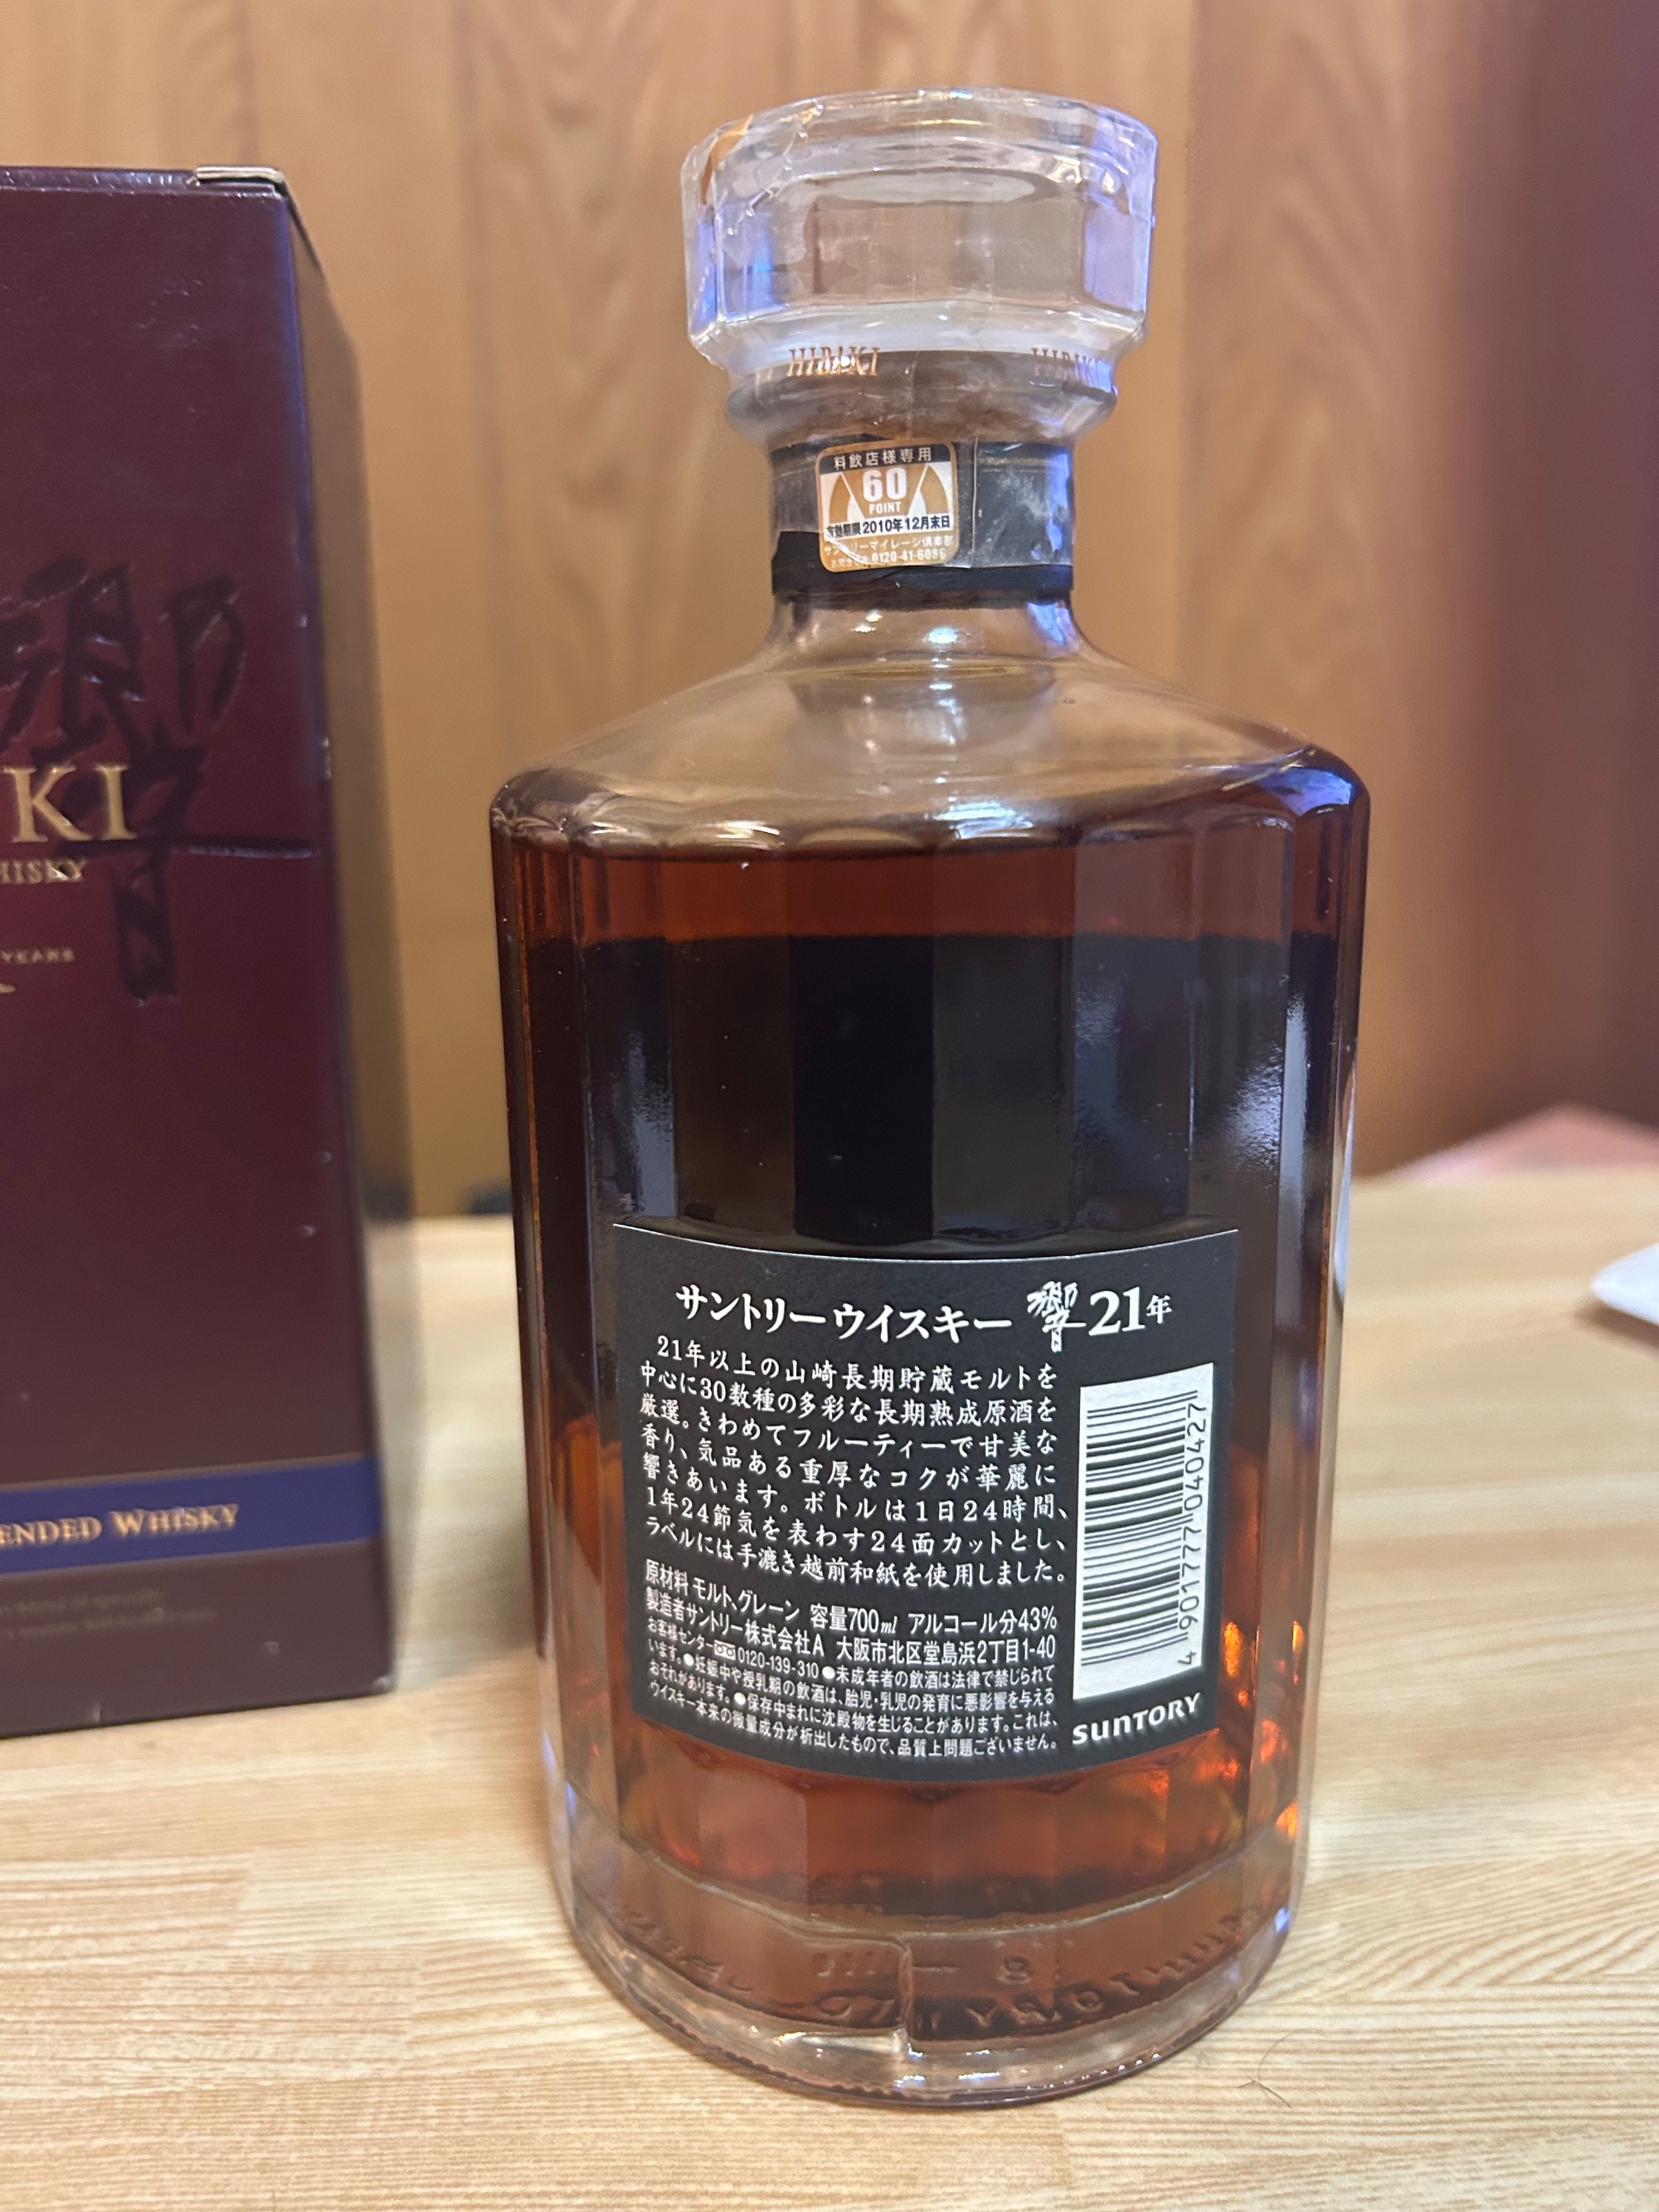 HIBIKI
HIBIKI
料飲店様専用
60
POINT
有効期限2010年12月末日
サントリーマイレージ倶楽部
響
KI
HISKY
YEARS
ENDED WHISKY
サントリーウイスキー 響 21年
21年以上の山崎長期貯蔵モルトを
中心に30数種の多彩な長期熟成原酒を
厳選。きわめてフルーティーで甘美な
香り、気品ある重厚なコクが華麗に
響きあいます。ボトルは1日24時間、
1年24節気を表わす24面カットとし、
ラベルには手漉き越前和紙を使用しました。
原材料 モルト、グレーン 容量700ml アルコール分43%
製造者サントリー株式会社A 大阪市北区堂島浜2丁目1-40
お客様センター 0120-139-310 ●未成年者の飲酒は法律で禁じられて
います。●妊娠中や授乳期の飲酒は、胎児・乳児の発育に悪影響を与える
おそれがあります。●保存中まれに沈殿物を生じることがあります。これは、
ウイスキー本来の微量成分が析出したもので、品質上問題ございません。
4 901777 040427
SUNTORY